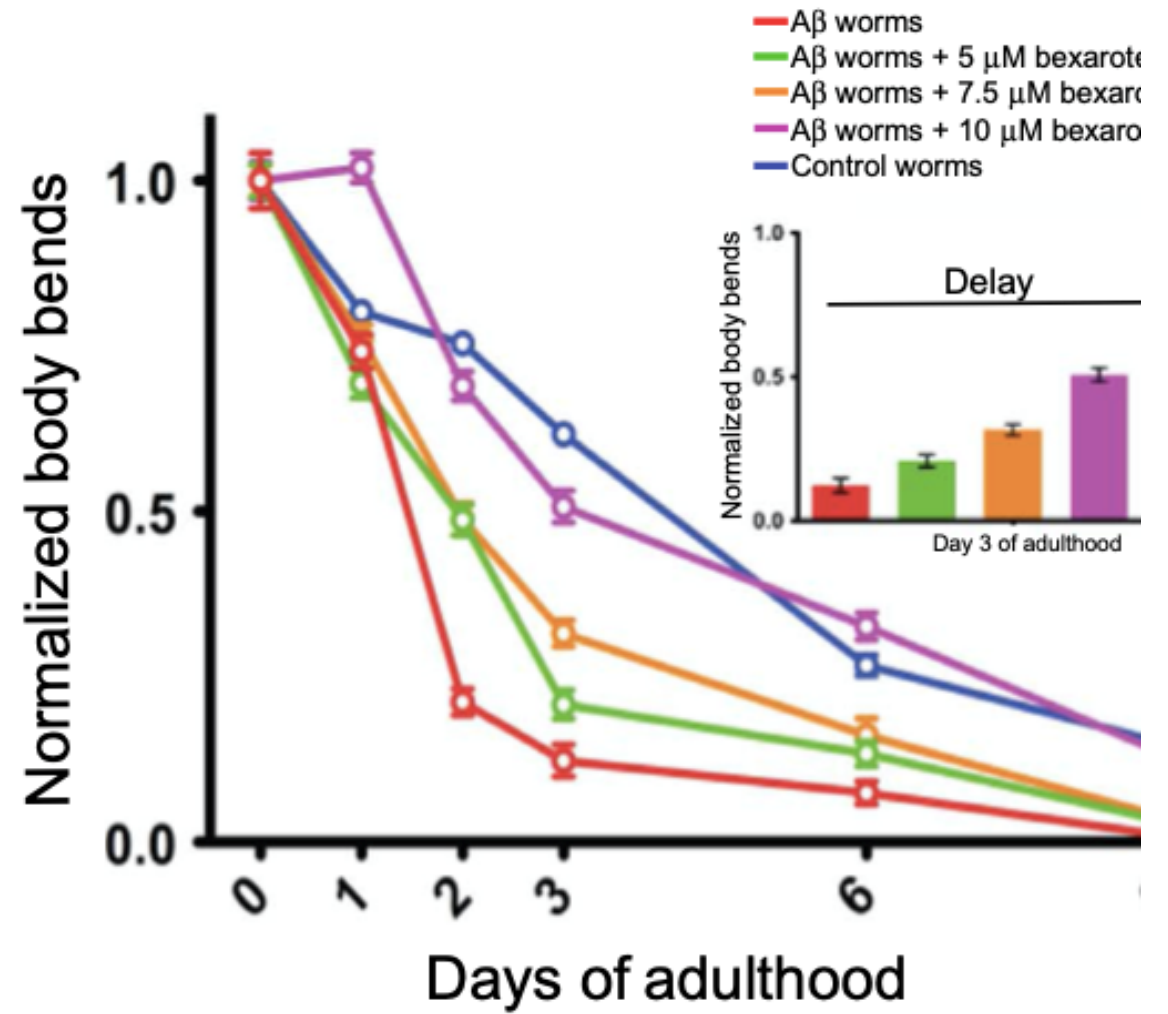 Aβ worms
Aβ worms + 5 μM bexarote
Aβ worms + 7.5 μM bexaro
Aβ worms + 10 μM bexaro
Control worms
Normalized body bends
1.0
0.5
0.0
0
1
2
3
6
Days of adulthood
Normalized body bends
1.0
0.5
0.0
Delay
Day 3 of adulthood